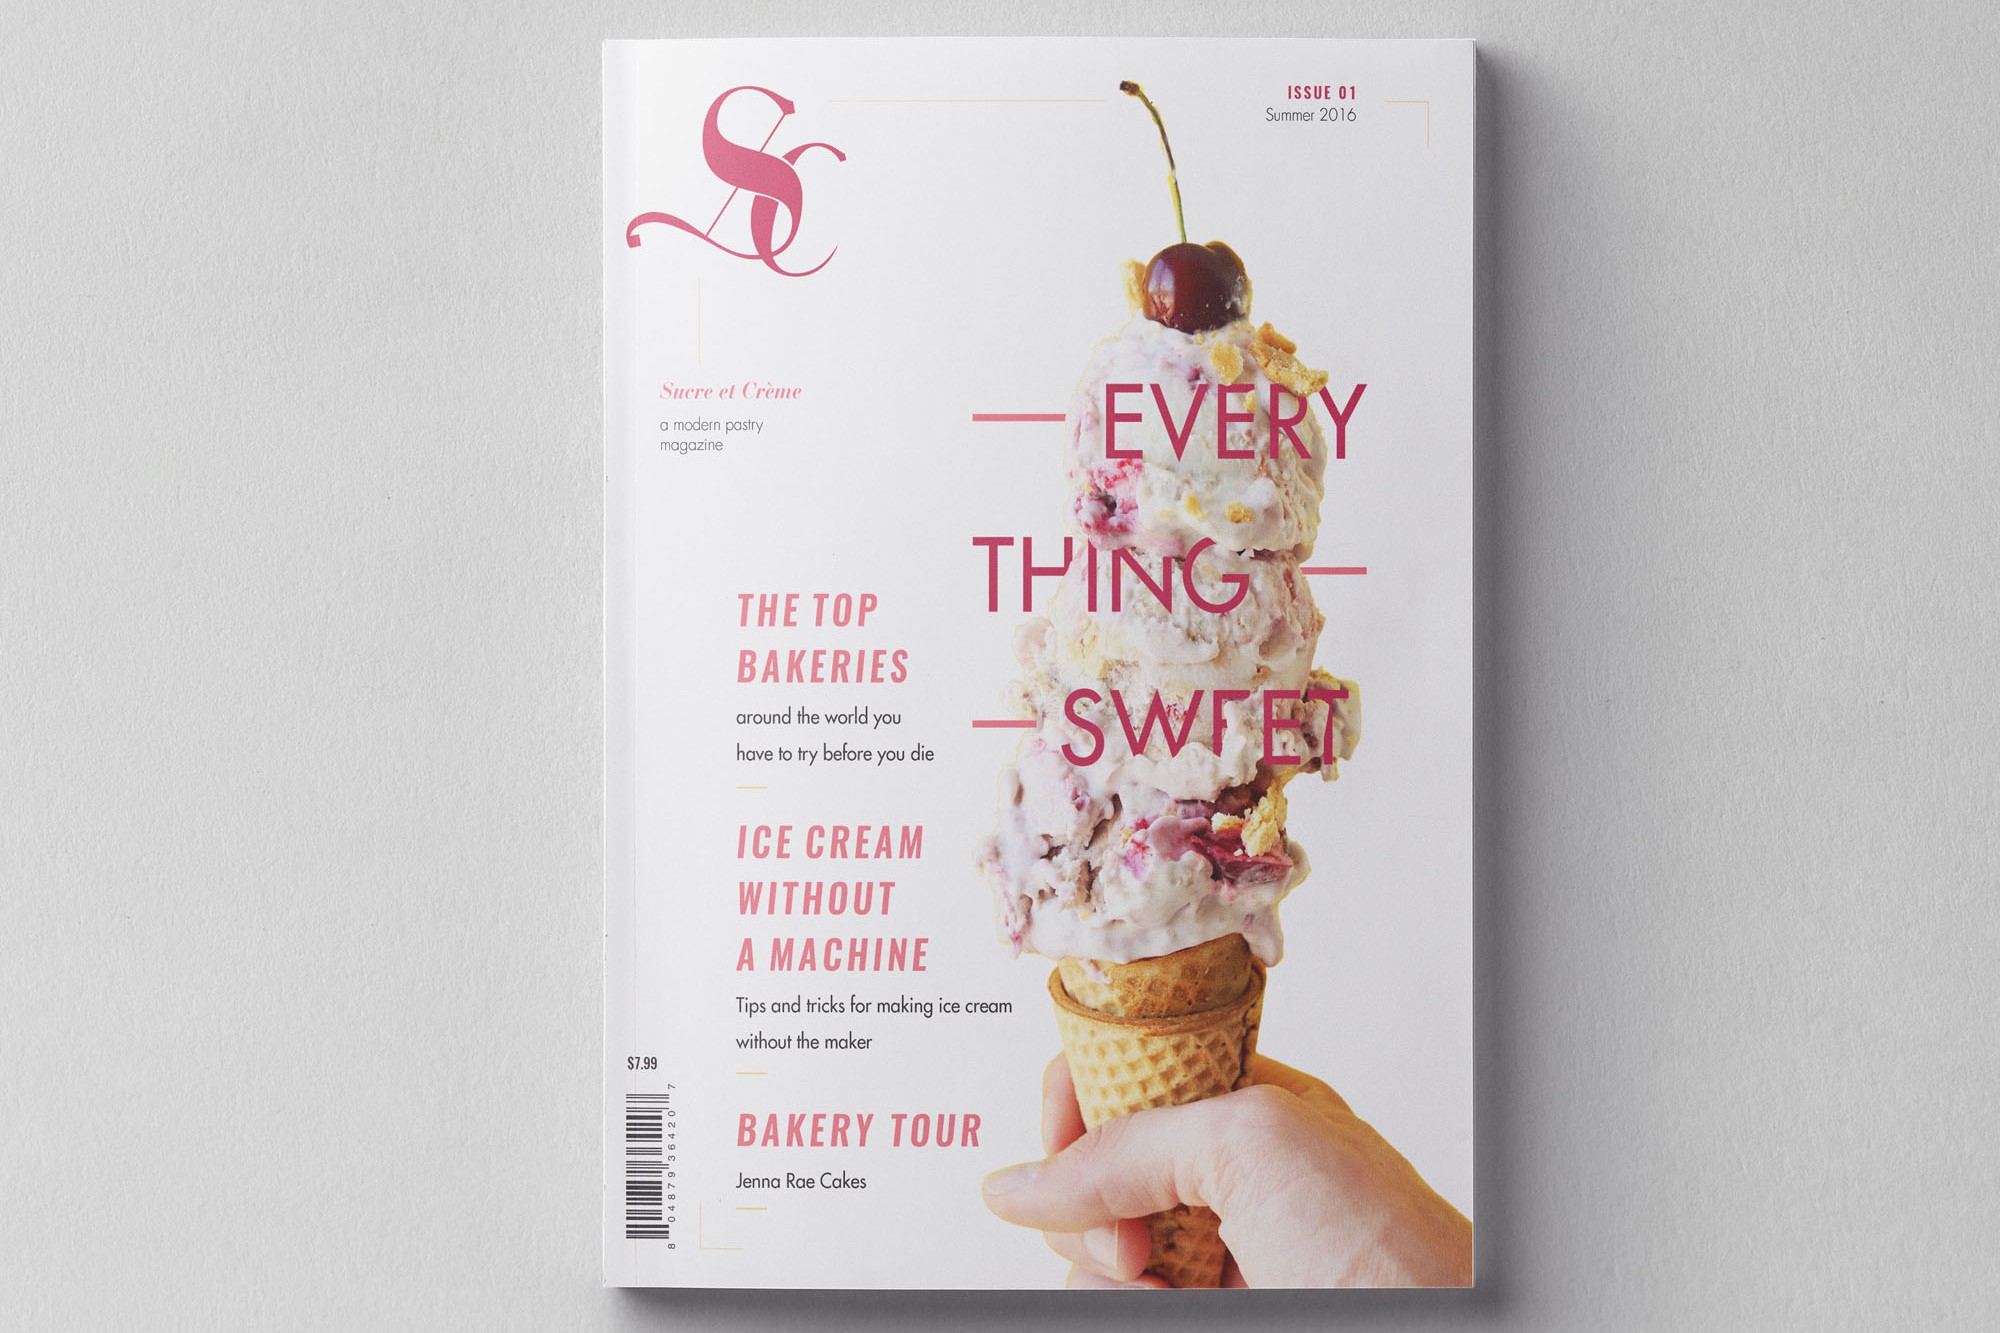 SC
ISSUE 01
Summer 2016
Sucre et Crème
a modern pastry
magazine
EVERY
THING
SWEET
THE TOP
BAKERIES
around the world you
have to try before you die
ICE CREAM
WITHOUT
A MACHINE
Tips and tricks for making ice cream
without the maker
BAKERY TOUR
Jenna Rae Cakes
$7.99
8 04879 36420 7